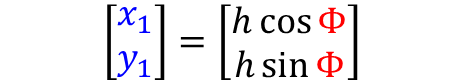 [x₁] = [h cos Φ]
[y₁]   [h sin Φ]